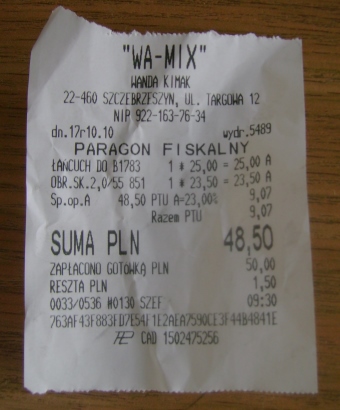 "WA-MIX"
WANDA KIMAK
22-460 SZCZEBRZESZYN, UL. TARGOWA 12
NIP 922-163-76-34
dn.17r10.10 wydr.5489
PARAGON FISKALNY
ŁAŃCUCH DO B1783 1 * 25,00 = 25,00 A
OBR.SK.2,0/55 851 1 * 23,50 = 23,50 A
Sp.op.A 48,50 PTU A=23,00% 9,07
Razem PTU 9,07
SUMA PLN 48,50
ZAPŁACONO GOTÓWKĄ PLN 50,00
RESZTA PLN 1,50
0033/0536 #0130 SZEF 09:30
763AF43F883FD7E54F1E2AEA7590CE3F44B4841E
CAD 1502475256